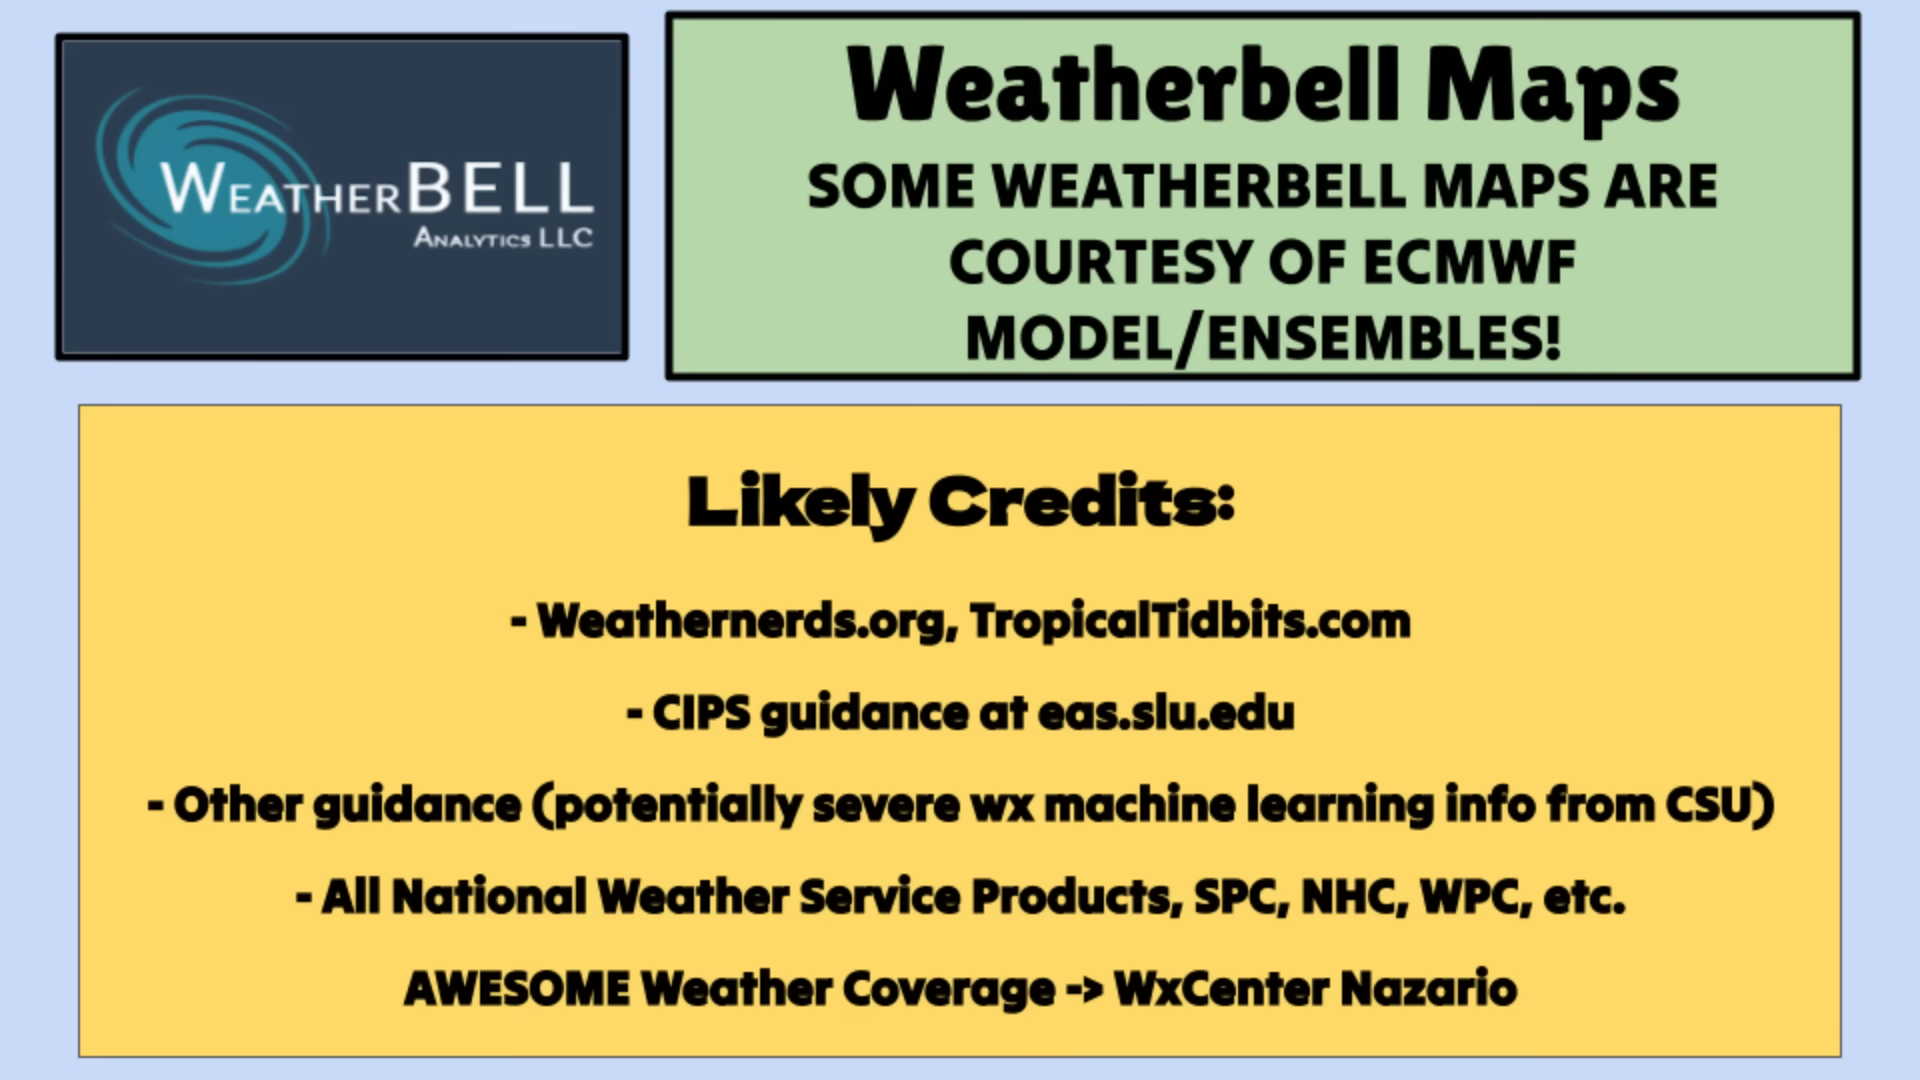 WEATHERBELL
ANALYTICS LLC
Weatherbell Maps
SOME WEATHERBELL MAPS ARE
COURTESY OF ECMWF
MODEL/ENSEMBLES!
Likely Credits:
- Weathernerds.org, TropicalTidbits.com
- CIPS guidance at eas.slu.edu
- Other guidance (potentially severe wx machine learning info from CSU)
- All National Weather Service Products, SPC, NHC, WPC, etc.
AWESOME Weather Coverage -> WxCenter Nazario